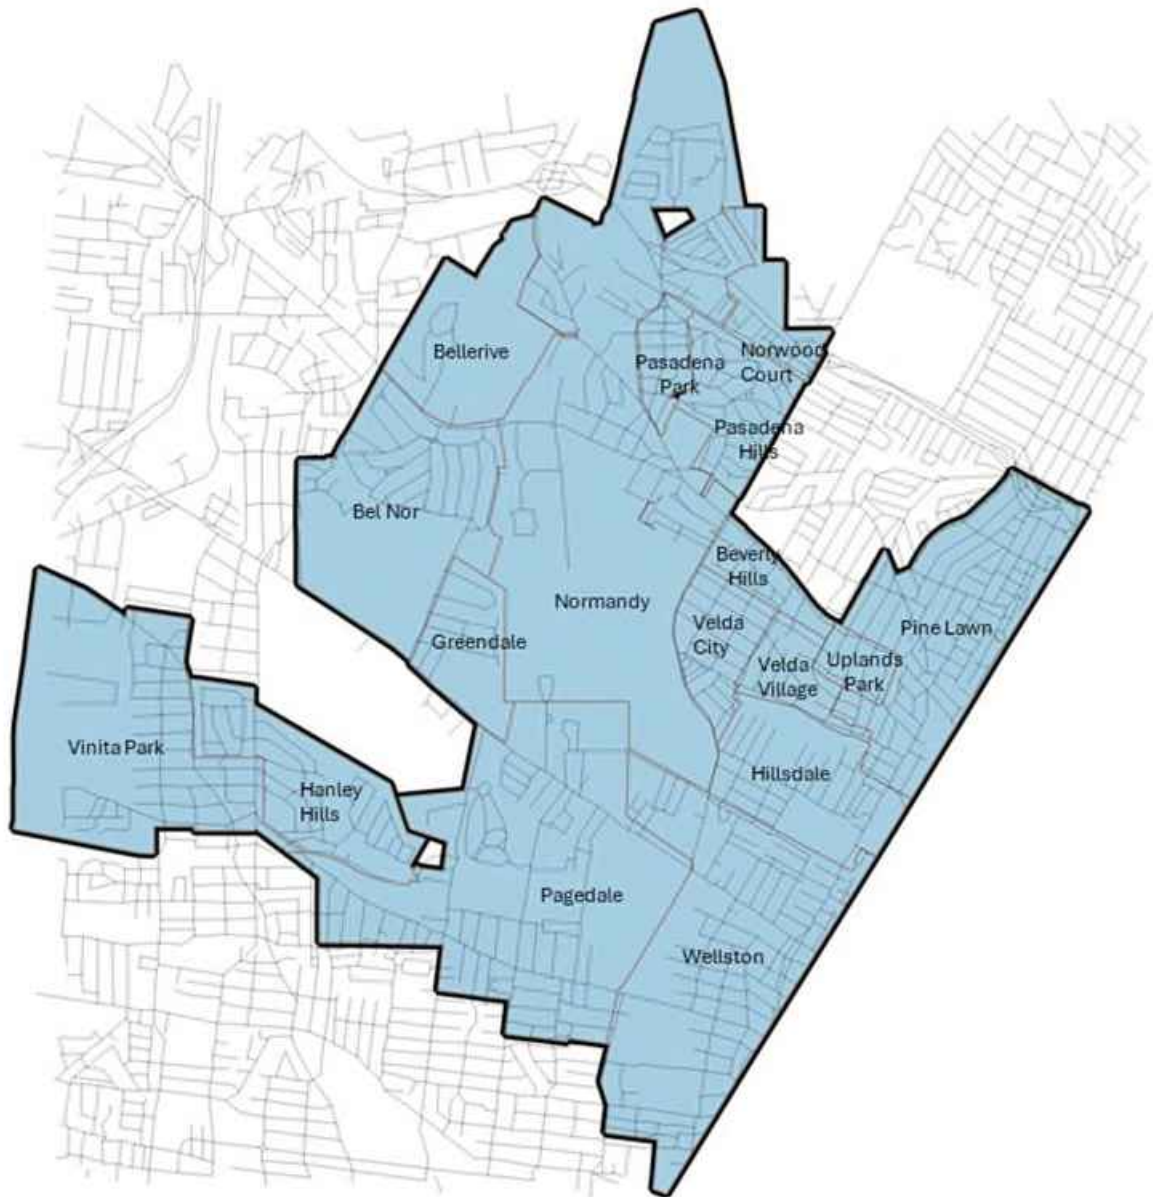 Bellerive
Norwood
Court
Pasadena
Park
Pasadena
Hills
Bel Nor
Beverly
Hills
Normandy
Velda
City
Pine Lawn
Greendale
Uplands
Park
Velda
Village
Vinita Park
Hillsdale
Hanley
Hills
Pagedale
Wellston